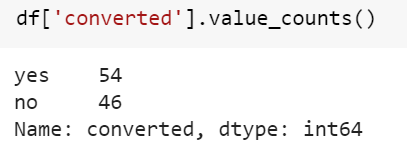 df['converted'].value_counts()
yes    54
no     46
Name: converted, dtype: int64